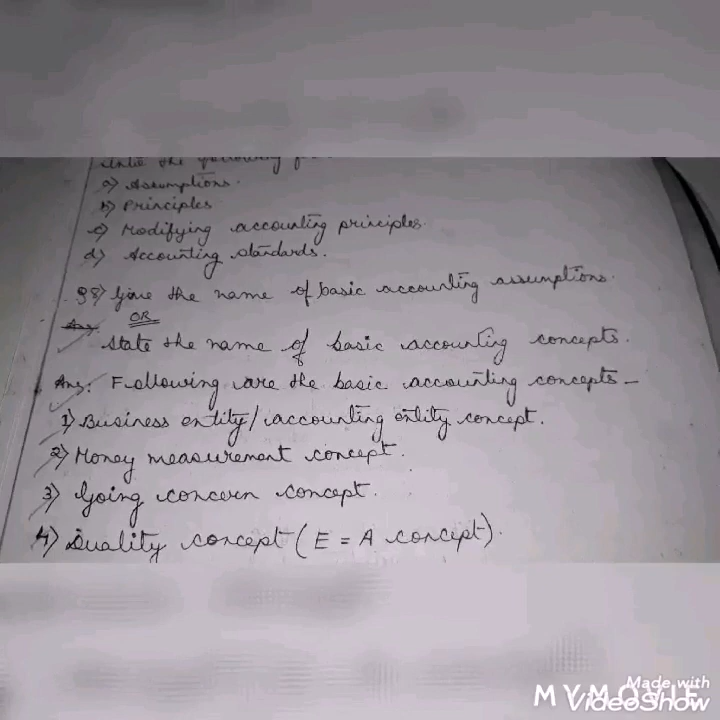 the
a) Assumptions.
b) Principles
c) Modifying accounting principles.
d) Accounting standards.
Q8) Give the name of basic accounting assumptions.
OR
State the name of basic accounting concepts.
Ans: Following are the basic accounting concepts -
1) Business entity/accounting entity concept.
2) Money measurement concept.
3) Going concern concept.
4) Duality concept (E = A concept).
Made with
MYMOVIE
VideoShow